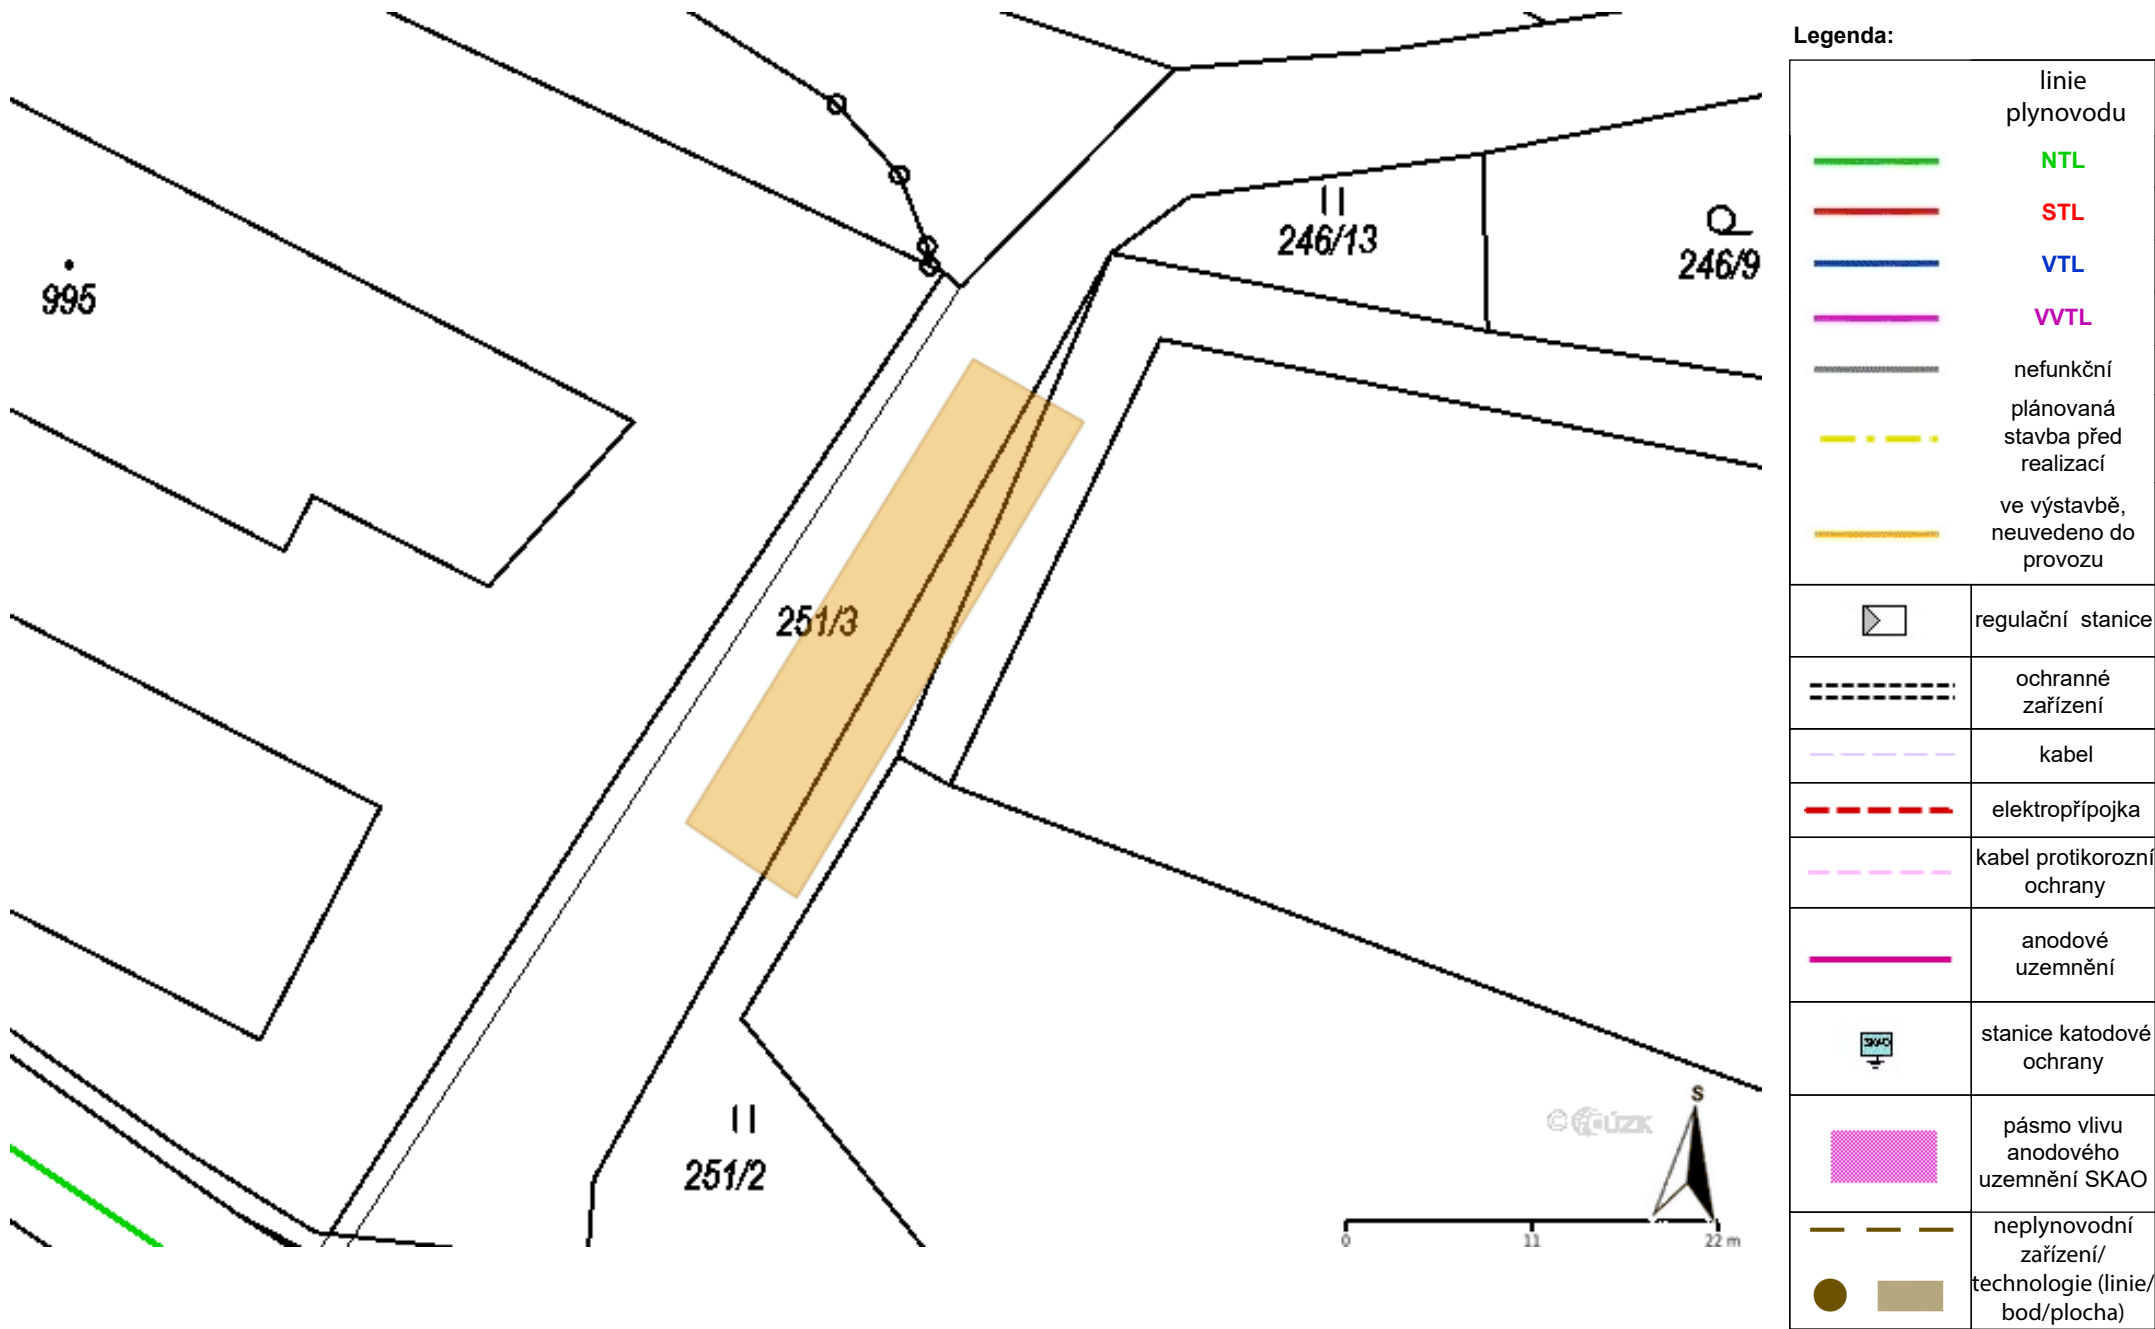 995
246/13
246/9
251/3
251/2
S
0 11 22 m
Legenda:
linie
plynovodu
NTL
STL
VTL
VVTL
nefunkční
plánovaná
stavba před
realizací
ve výstavbě,
neuvedeno do
provozu
regulační stanice
ochranné
zařízení
kabel
elektropřípojka
kabel protikorozní
ochrany
anodové
uzemnění
SKAO
stanice katodové
ochrany
pásmo vlivu
anodového
uzemnění SKAO
neplynovodní
zařízení/
technologie (linie/
bod/plocha)